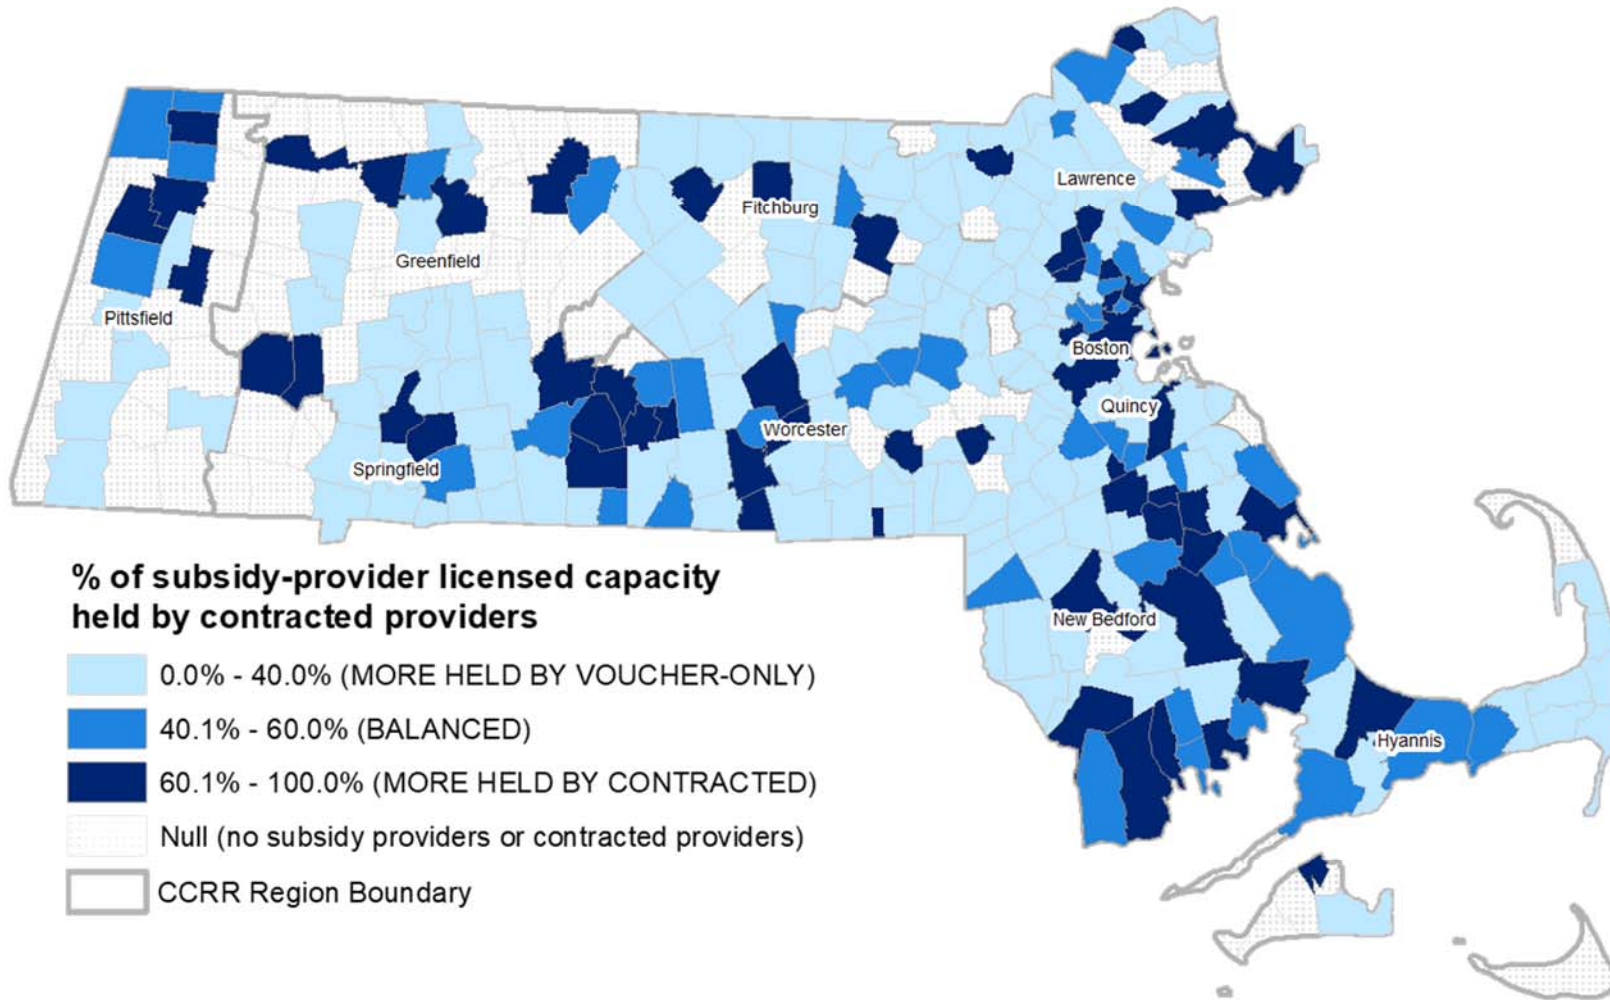 Lawrence
Fitchburg
Greenfield
Pittsfield
Boston
Quincy
Worcester
Springfield
% of subsidy-provider licensed capacity
held by contracted providers
New Bedford
0.0% - 40.0% (MORE HELD BY VOUCHER-ONLY)
40.1% - 60.0% (BALANCED)
Hyannis
60.1% - 100.0% (MORE HELD BY CONTRACTED)
Null (no subsidy providers or contracted providers)
CCRR Region Boundary